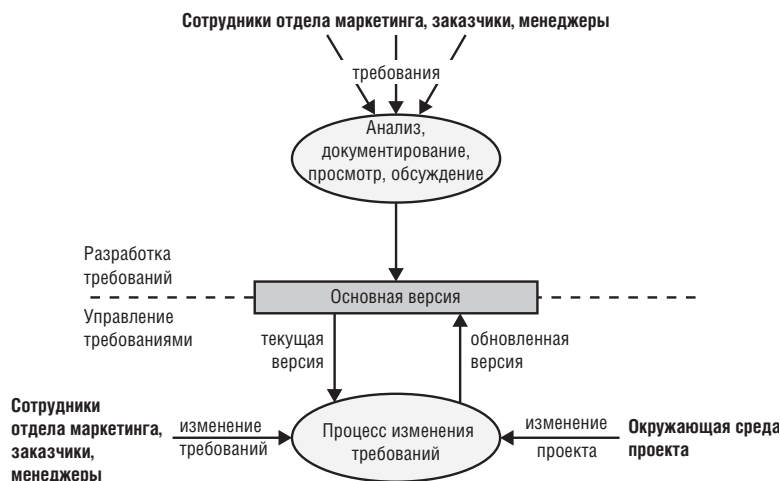 Сотрудники отдела маркетинга, заказчики, менеджеры
требования
Анализ,
документирование,
просмотр, обсуждение
Разработка
требований
Основная версия
Управление
требованиями
текущая
версия
обновленная
версия
Сотрудники
отдела маркетинга,
заказчики,
менеджеры
изменение
требований
Процесс изменения
требований
изменение
проекта
Окружающая среда
проекта